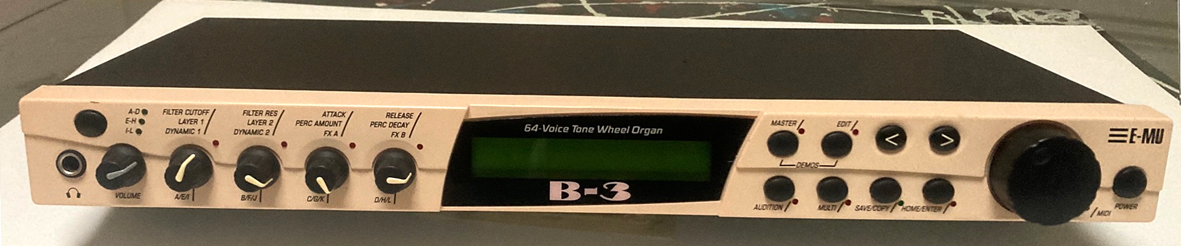 A-D
E-H
I-L
FILTER CUTOFF
LAYER 1
DYNAMIC 1
FILTER RES
LAYER 2
DYNAMIC 2
ATTACK
PERC AMOUNT
FX A
RELEASE
PERC DECAY
FX B
VOLUME
A/E/I
B/F/J
C/G/K
D/H/L
64-Voice Tone Wheel Organ
B-3
MASTER
EDIT
DEMOS
< >
AUDITION
MULTI
SAVE/COPY
HOME/ENTER
E-MU
POWER
MIDI